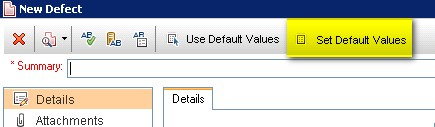 New Defect
Use Default Values Set Default Values
* Summary:
Details Details
Attachments